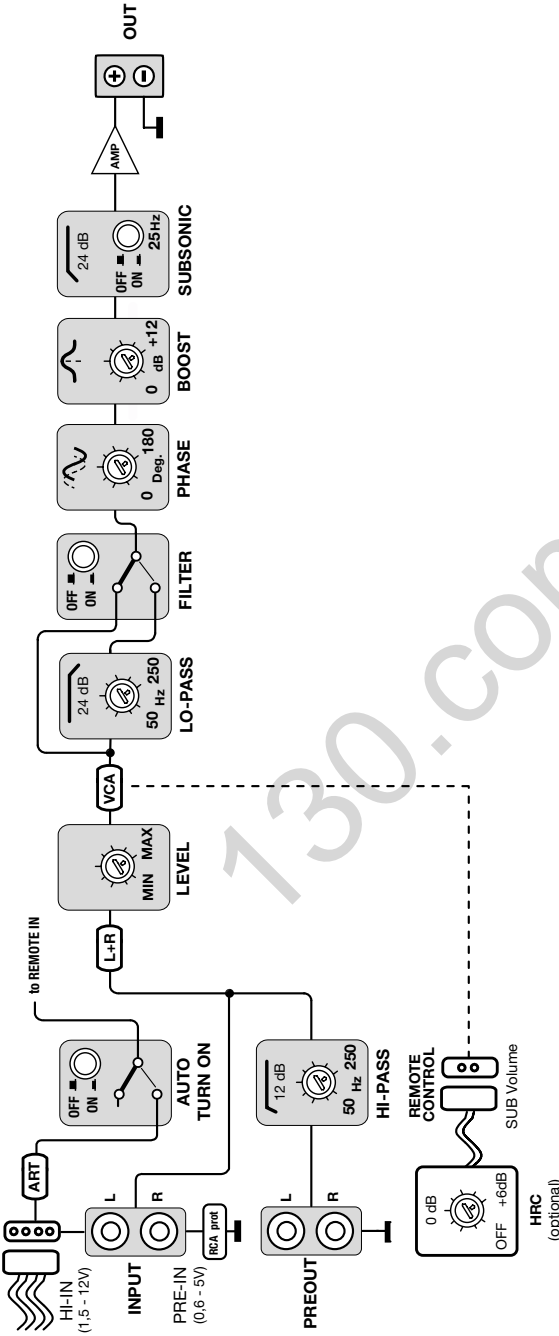 HI-IN
(1,5 - 12V)
ART
to REMOTE IN
OFF
ON
AUTO
TURN ON
INPUT
L
R
PRE-IN
(0,6 - 5V)
RCA prot
L+R
MIN MAX
LEVEL
VCA
24 dB
50 Hz 250
LO-PASS
OFF
ON
FILTER
0 Deg. 180
PHASE
0 dB +12
BOOST
24 dB
OFF
ON
25Hz
SUBSONIC
AMP
OUT
PREOUT
L
R
12 dB
50 Hz 250
HI-PASS
0 dB
OFF +6dB
HRC
(optional)
REMOTE
CONTROL
SUB Volume